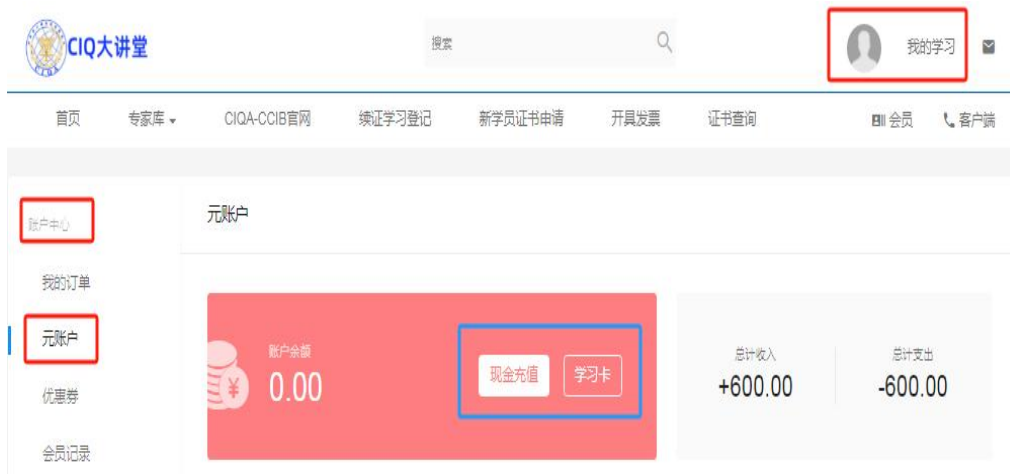 CIQ大讲堂
搜索
我的学习
首页 专家库 CIQA-CCIB官网 续证学习登记 新学员证书申请 开具发票 证书查询 会员 客户端
账户中心
元账户
我的订单
元账户
优惠券
会员记录
账户余额
0.00
现金充值 学习卡
总计收入
+600.00
总计支出
-600.00